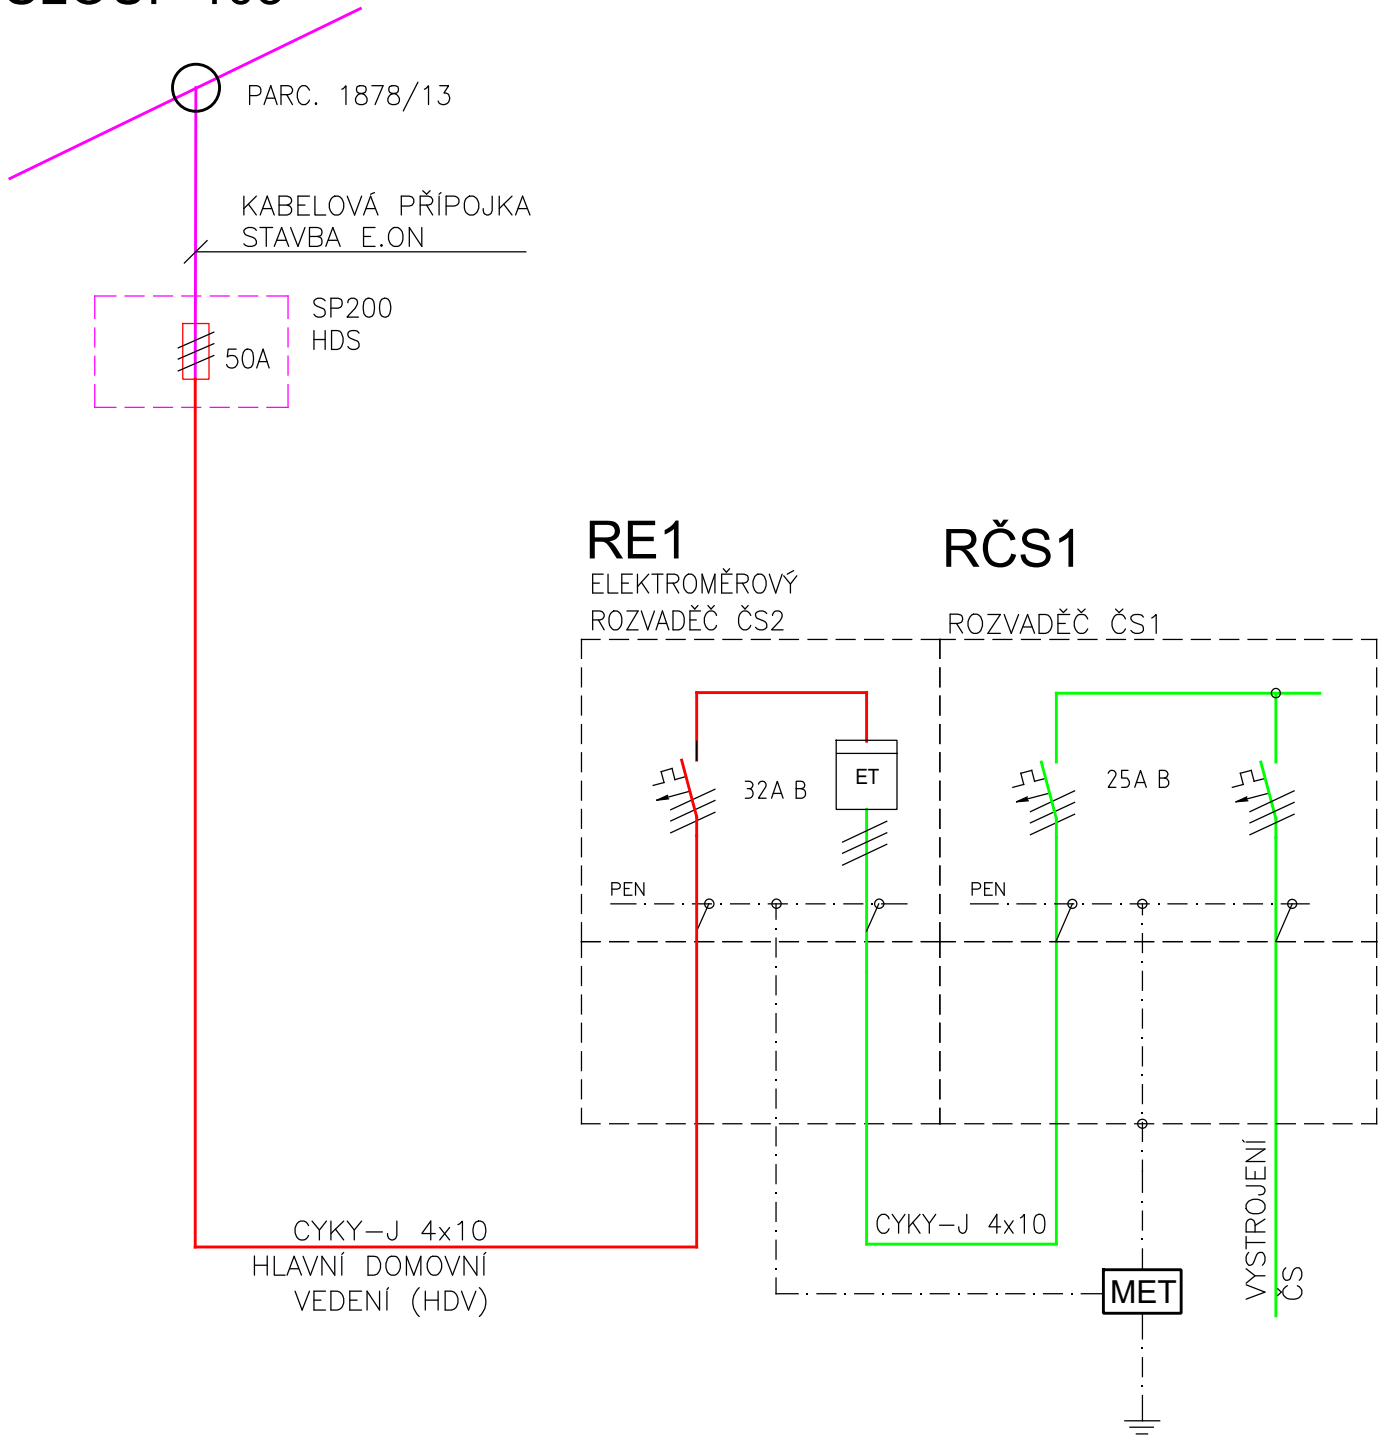 PARC. 1878/13
KABELOVÁ PŘÍPOJKA
STAVBA E.ON
SP200
HDS
50A
RE1
ELEKTROMĚROVÝ
ROZVADĚČ ČS2
RČS1
ROZVADĚČ ČS1
ET
32A B
25A B
PEN
PEN
CYKY-J 4x10
HLAVNÍ DOMOVNÍ
VEDENÍ (HDV)
CYKY-J 4x10
MET
VYSTROJENÍ
ČS